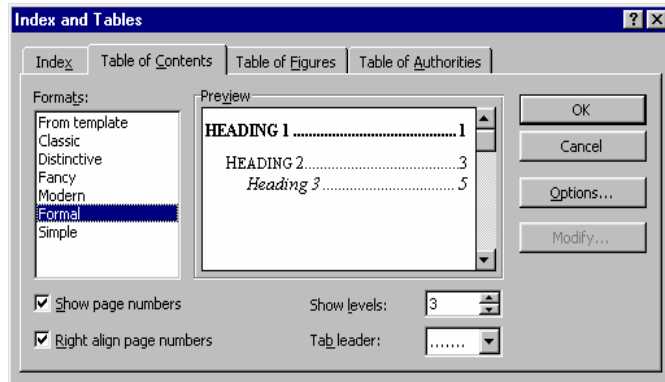 Index and Tables
Index
Table of Contents
Table of Figures
Table of Authorities
Formats:
From template
Classic
Distinctive
Fancy
Modern
Formal
Simple
Preview
HEADING 1 ................................................. 1
HEADING 2................................................ 3
Heading 3 ........................................ 5
OK
Cancel
Options...
Modify...
Show page numbers
Right align page numbers
Show levels:
3
Tab leader:
.......